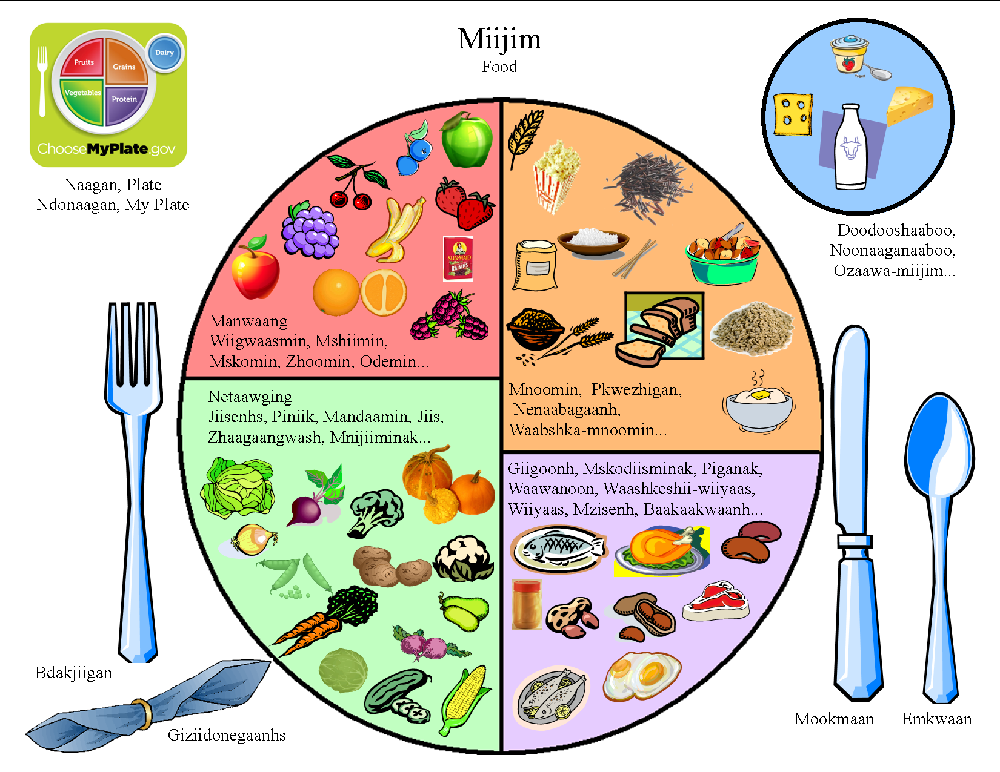 Miijim
Food
Fruits
Grains
Dairy
Vegetables
Protein
ChooseMyPlate.gov
Naagan, Plate
Ndonaagan, My Plate
Yogurt
Doodooshaaboo,
Noonaaganaaboo,
Ozaawa-miijim...
SUN-MAID
RAISINS
Manwaang
Wiigwaasmin, Mshiimin,
Mskomin, Zhoomin, Odemin...
Mnoomin, Pkwezhigan,
Nenaabagaanh,
Waabshka-mnoomin...
Netaawging
Jiisenhs, Piniik, Mandaamin, Jiis,
Zhaagaangwash, Mnijiiminak...
Giigoonh, Mskodiisminak, Piganak,
Waawanoon, Waashkeshii-wiiyaas,
Wiiyaas, Mzisenh, Baakaakwaanh...
Bdakjiigan
Giziidonegaanhs
Mookmaan
Emkwaan